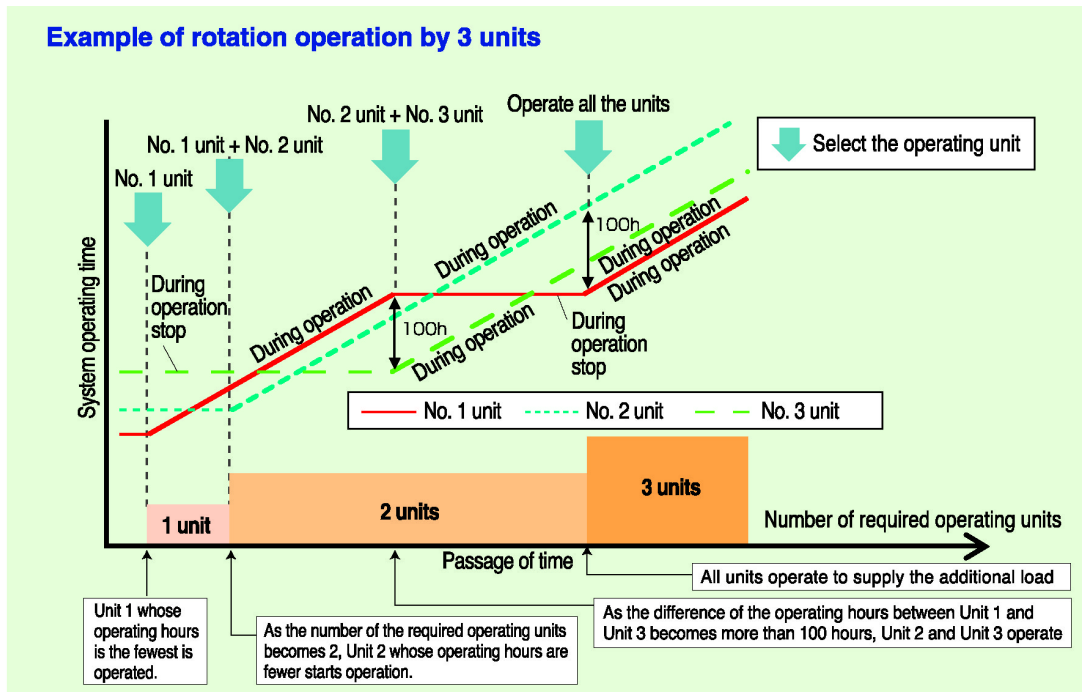 Example of rotation operation by 3 units
Operate all the units
No. 2 unit + No. 3 unit
No. 1 unit + No. 2 unit
No. 1 unit
Select the operating unit
System operating time
During
operation
stop
During operation
During operation
During operation
During operation
During operation
100h
100h
During
operation
stop
No. 1 unit
No. 2 unit
No. 3 unit
1 unit
2 units
3 units
Number of required operating units
Passage of time
All units operate to supply the additional load
Unit 1 whose
operating hours
is the fewest is
operated.
As the number of the required operating units
becomes 2, Unit 2 whose operating hours are
fewer starts operation.
As the difference of the operating hours between Unit 1 and
Unit 3 becomes more than 100 hours, Unit 2 and Unit 3 operate